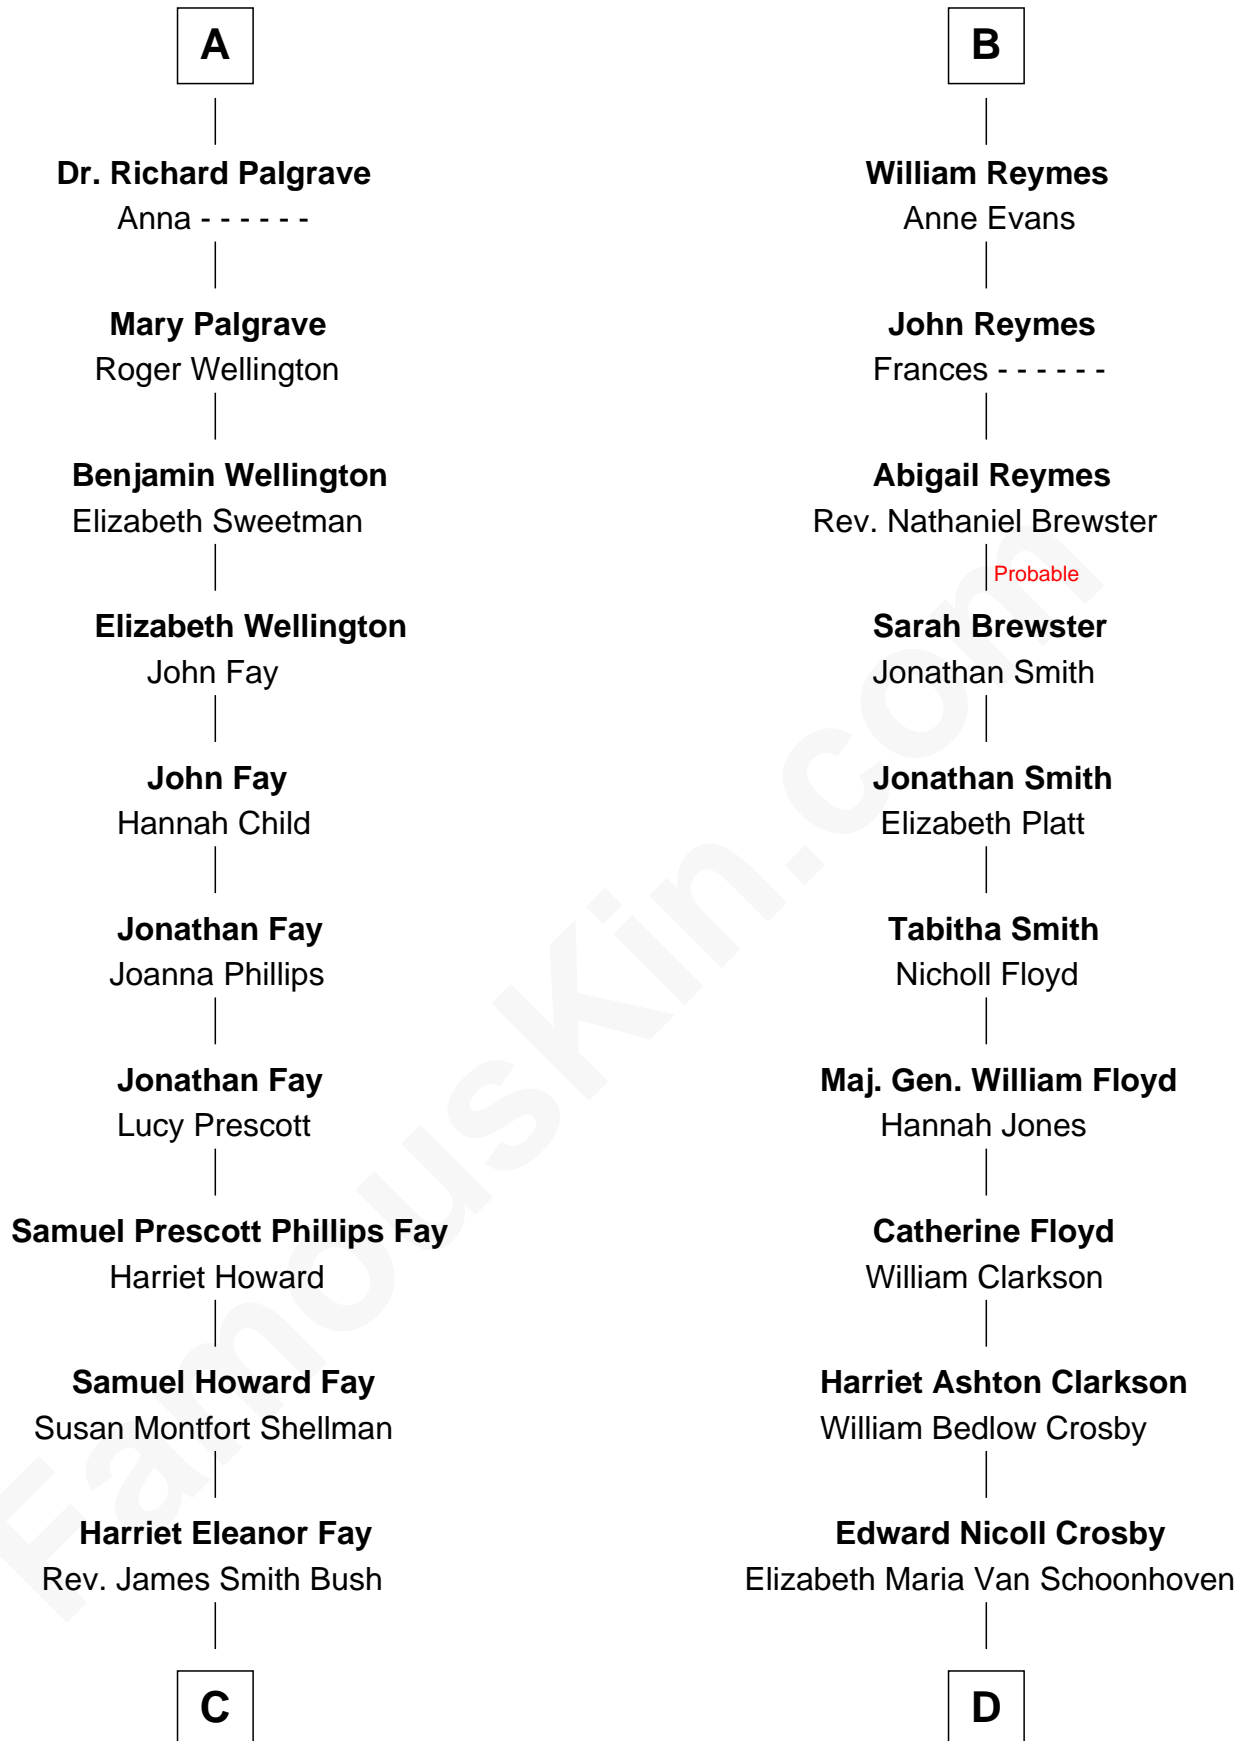 A
Dr. Richard Palgrave
Anna - - - - - -
Mary Palgrave
Roger Wellington
Benjamin Wellington
Elizabeth Sweetman
Elizabeth Wellington
John Fay
John Fay
Hannah Child
Jonathan Fay
Joanna Phillips
Jonathan Fay
Lucy Prescott
Samuel Prescott Phillips Fay
Harriet Howard
Samuel Howard Fay
Susan Montfort Shellman
Harriet Eleanor Fay
Rev. James Smith Bush
C
B
William Reymes
Anne Evans
John Reymes
Frances - - - - - -
Abigail Reymes
Rev. Nathaniel Brewster
Probable
Sarah Brewster
Jonathan Smith
Jonathan Smith
Elizabeth Platt
Tabitha Smith
Nicholl Floyd
Maj. Gen. William Floyd
Hannah Jones
Catherine Floyd
William Clarkson
Harriet Ashton Clarkson
William Bedlow Crosby
Edward Nicoll Crosby
Elizabeth Maria Van Schoonhoven
D
FamousKin.com